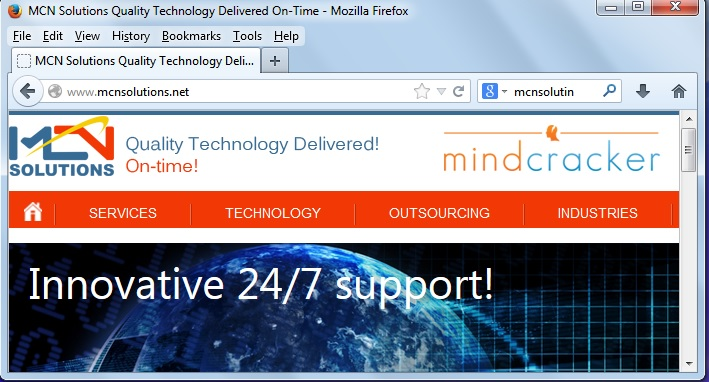 MCN Solutions Quality Technology Delivered On-Time - Mozilla Firefox
File Edit View History Bookmarks Tools Help
MCN Solutions Quality Technology Deli...
www.mcnsolutions.net
8 mcnsolutin
MCN
SOLUTIONS
Quality Technology Delivered!
On-time!
mindcracker
SERVICES TECHNOLOGY OUTSOURCING INDUSTRIES
Innovative 24/7 support!